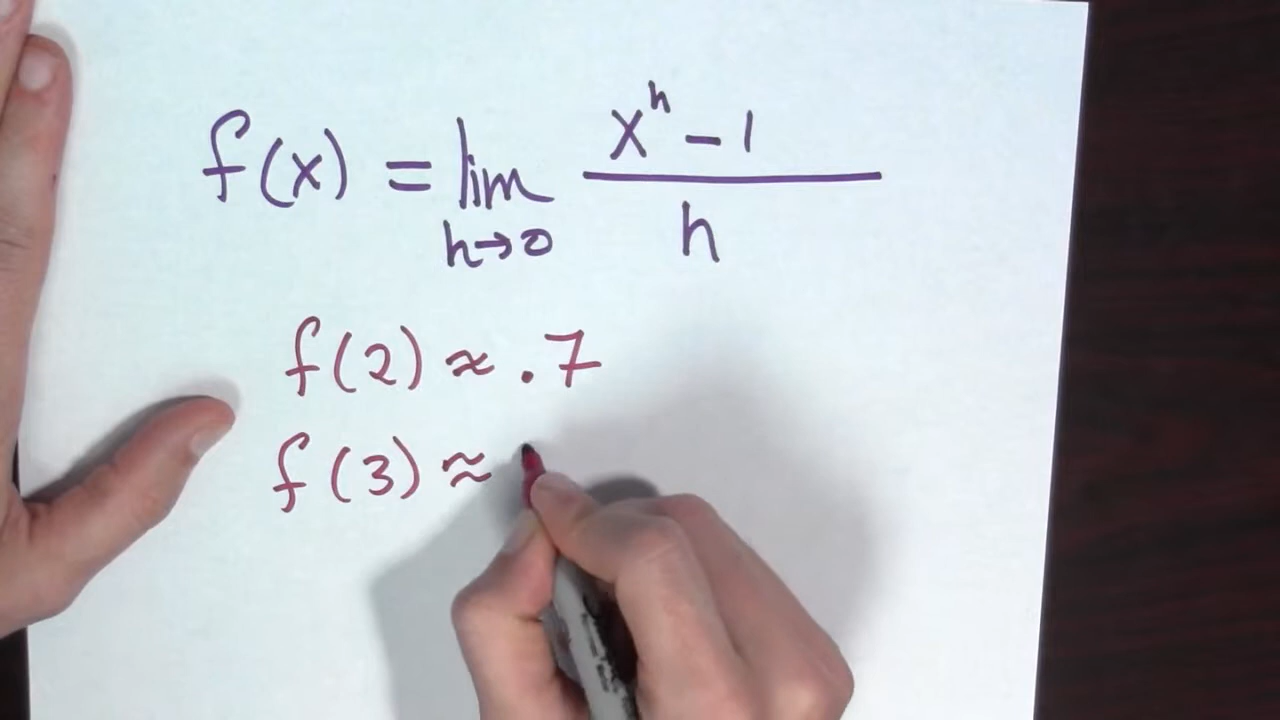 f(x) = lim h→0 x^h - 1 / h
f(2) ≈ .7
f(3) ≈